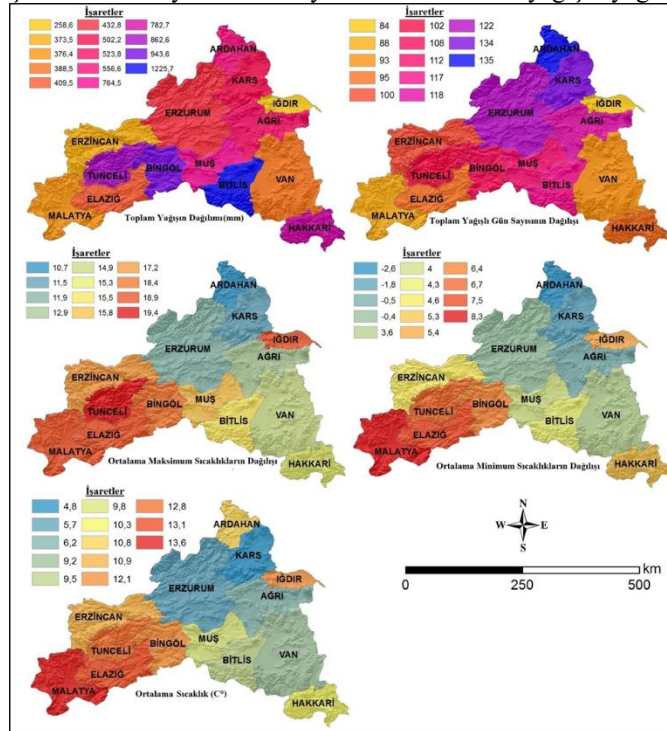 İşaretler
258,6 432,8 782,7
373,5 502,2 862,6
376,4 523,8 943,6
388,5 556,6 1225,7
409,5 764,5
ARDAHAN
KARS
ERZURUM
IĞDIR
AĞRI
ERZİNCAN
TUNCELİ
BİNGÖL
MUŞ
BİTLİS
VAN
ELAZIĞ
MALATYA
HAKKARİ
Toplam Yağışın Dağılımı(mm)
İşaretler
84 102 122
88 108 134
93 112 135
95 117
100 118
ARDAHAN
KARS
ERZURUM
IĞDIR
AĞRI
ERZİNCAN
TUNCELİ
BİNGÖL
MUŞ
BİTLİS
VAN
ELAZIĞ
MALATYA
HAKKARİ
Toplam Yağışlı Gün Sayısının Dağılışı
İşaretler
10,7 14,9 17,2
11,5 15,3 18,4
11,9 15,5 18,9
12,9 15,8 19,4
ARDAHAN
KARS
ERZURUM
IĞDIR
AĞRI
ERZİNCAN
TUNCELİ
BİNGÖL
MUŞ
BİTLİS
VAN
ELAZIĞ
MALATYA
HAKKARİ
Ortalama Maksimum Sıcaklıkların Dağılışı
İşaretler
-2,6 4 6,4
-1,8 4,3 6,7
-0,5 4,6 7,5
-0,4 5,3 8,3
3,6 5,4
ARDAHAN
KARS
ERZURUM
IĞDIR
AĞRI
ERZİNCAN
TUNCELİ
BİNGÖL
MUŞ
BİTLİS
VAN
ELAZIĞ
MALATYA
HAKKARİ
Ortalama Minimum Sıcaklıkların Dağılışı
İşaretler
4,8 9,8 12,8
5,7 10,3 13,1
6,2 10,8 13,6
9,2 10,9
9,5 12,1
ARDAHAN
KARS
ERZURUM
IĞDIR
AĞRI
ERZİNCAN
TUNCELİ
BİNGÖL
MUŞ
BİTLİS
VAN
ELAZIĞ
MALATYA
HAKKARİ
Ortalama Sıcaklık (C°)
N
W E
S
km
0 250 500